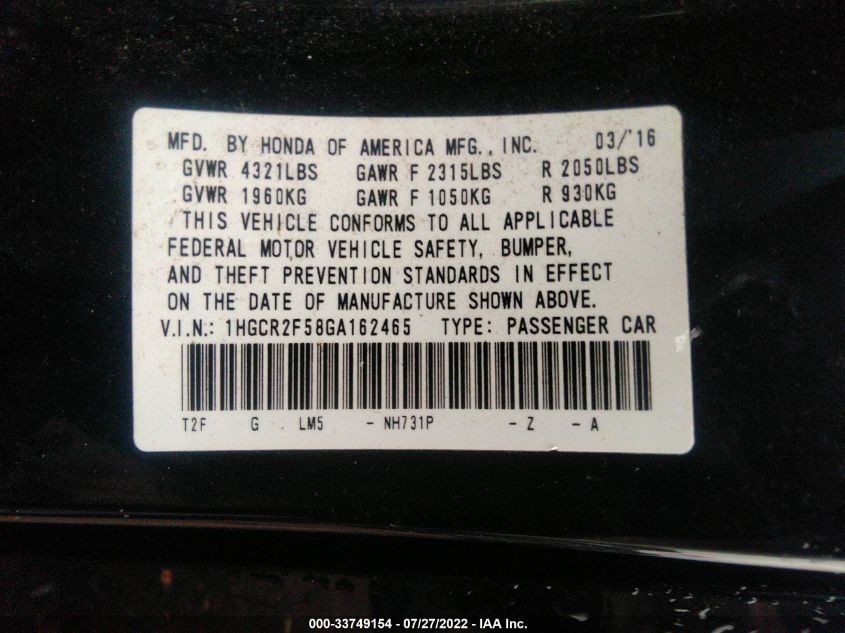 MFD. BY HONDA OF AMERICA MFG., INC. 03/'16
GVWR 4321LBS GAWR F 2315LBS R 2050LBS
GVWR 1960KG GAWR F 1050KG R 930KG
THIS VEHICLE CONFORMS TO ALL APPLICABLE
FEDERAL MOTOR VEHICLE SAFETY, BUMPER,
AND THEFT PREVENTION STANDARDS IN EFFECT
ON THE DATE OF MANUFACTURE SHOWN ABOVE.
V.I.N.: 1HGCR2F58GA162465 TYPE: PASSENGER CAR
T2F G LM5 - NH731P - Z - A
000-33749154 - 07/27/2022 - IAA Inc.